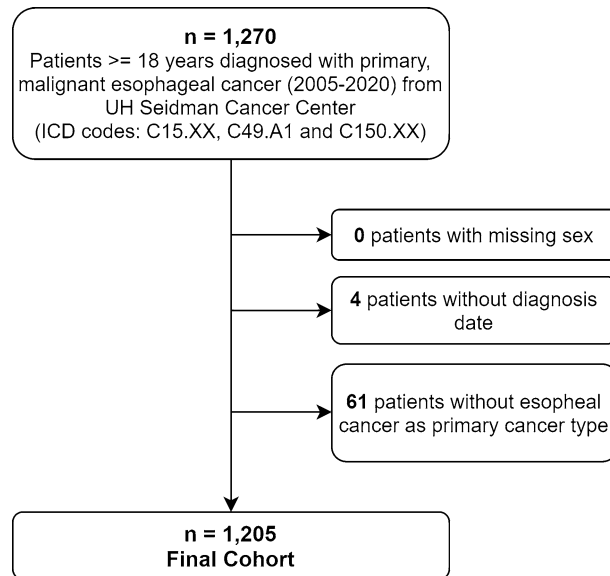 n = 1,270
Patients >= 18 years diagnosed with primary,
malignant esophageal cancer (2005-2020) from
UH Seidman Cancer Center
(ICD codes: C15.XX, C49.A1 and C150.XX)
0 patients with missing sex
4 patients without diagnosis
date
61 patients without esopheal
cancer as primary cancer type
n = 1,205
Final Cohort